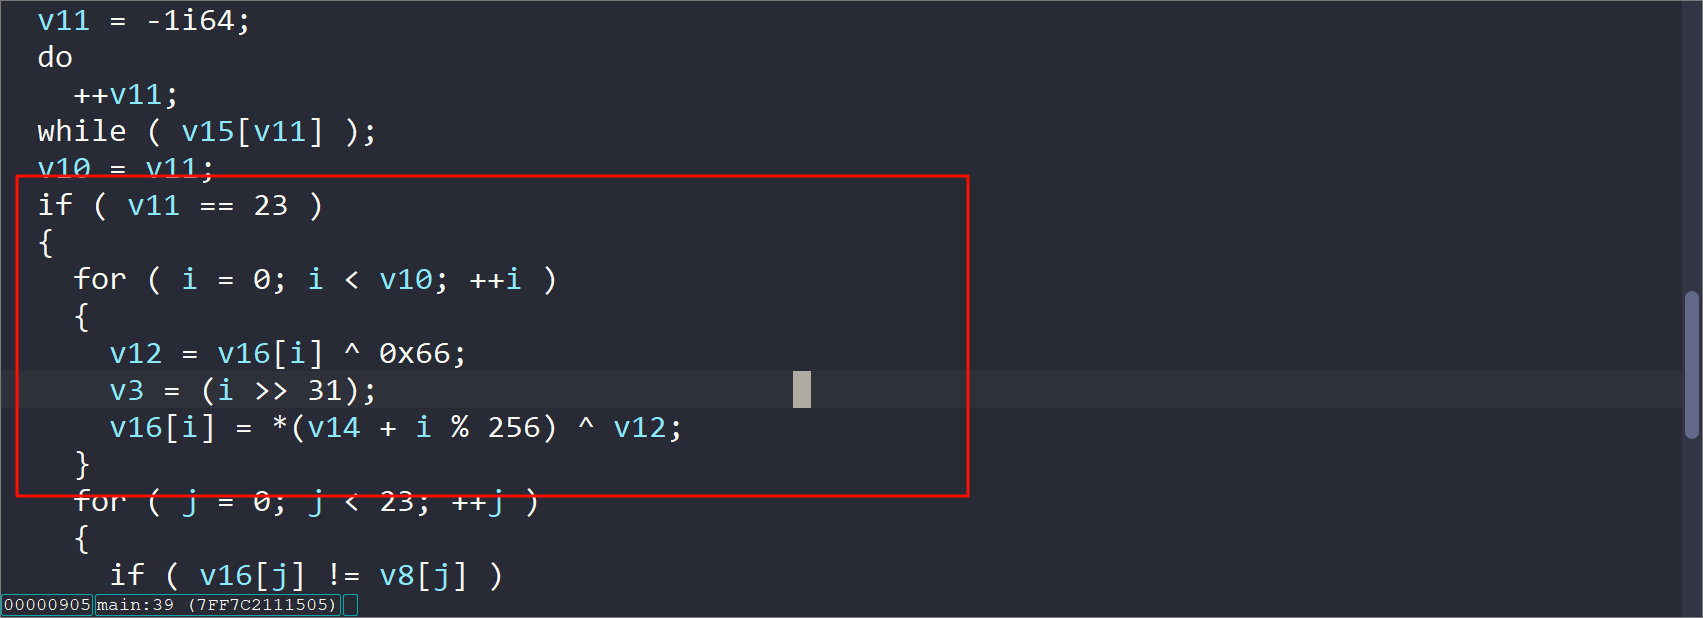 v11 = -1i64;
do
  ++v11;
while ( v15[v11] );
v10 = v11;
if ( v11 == 23 )
{
  for ( i = 0; i < v10; ++i )
  {
    v12 = v16[i] ^ 0x66;
    v3 = (i >> 31);
    v16[i] = *(v14 + i % 256) ^ v12;
  }
  for ( j = 0; j < 23; ++j )
  {
    if ( v16[j] != v8[j] )
00000905 main:39 (7FF7C2111505)